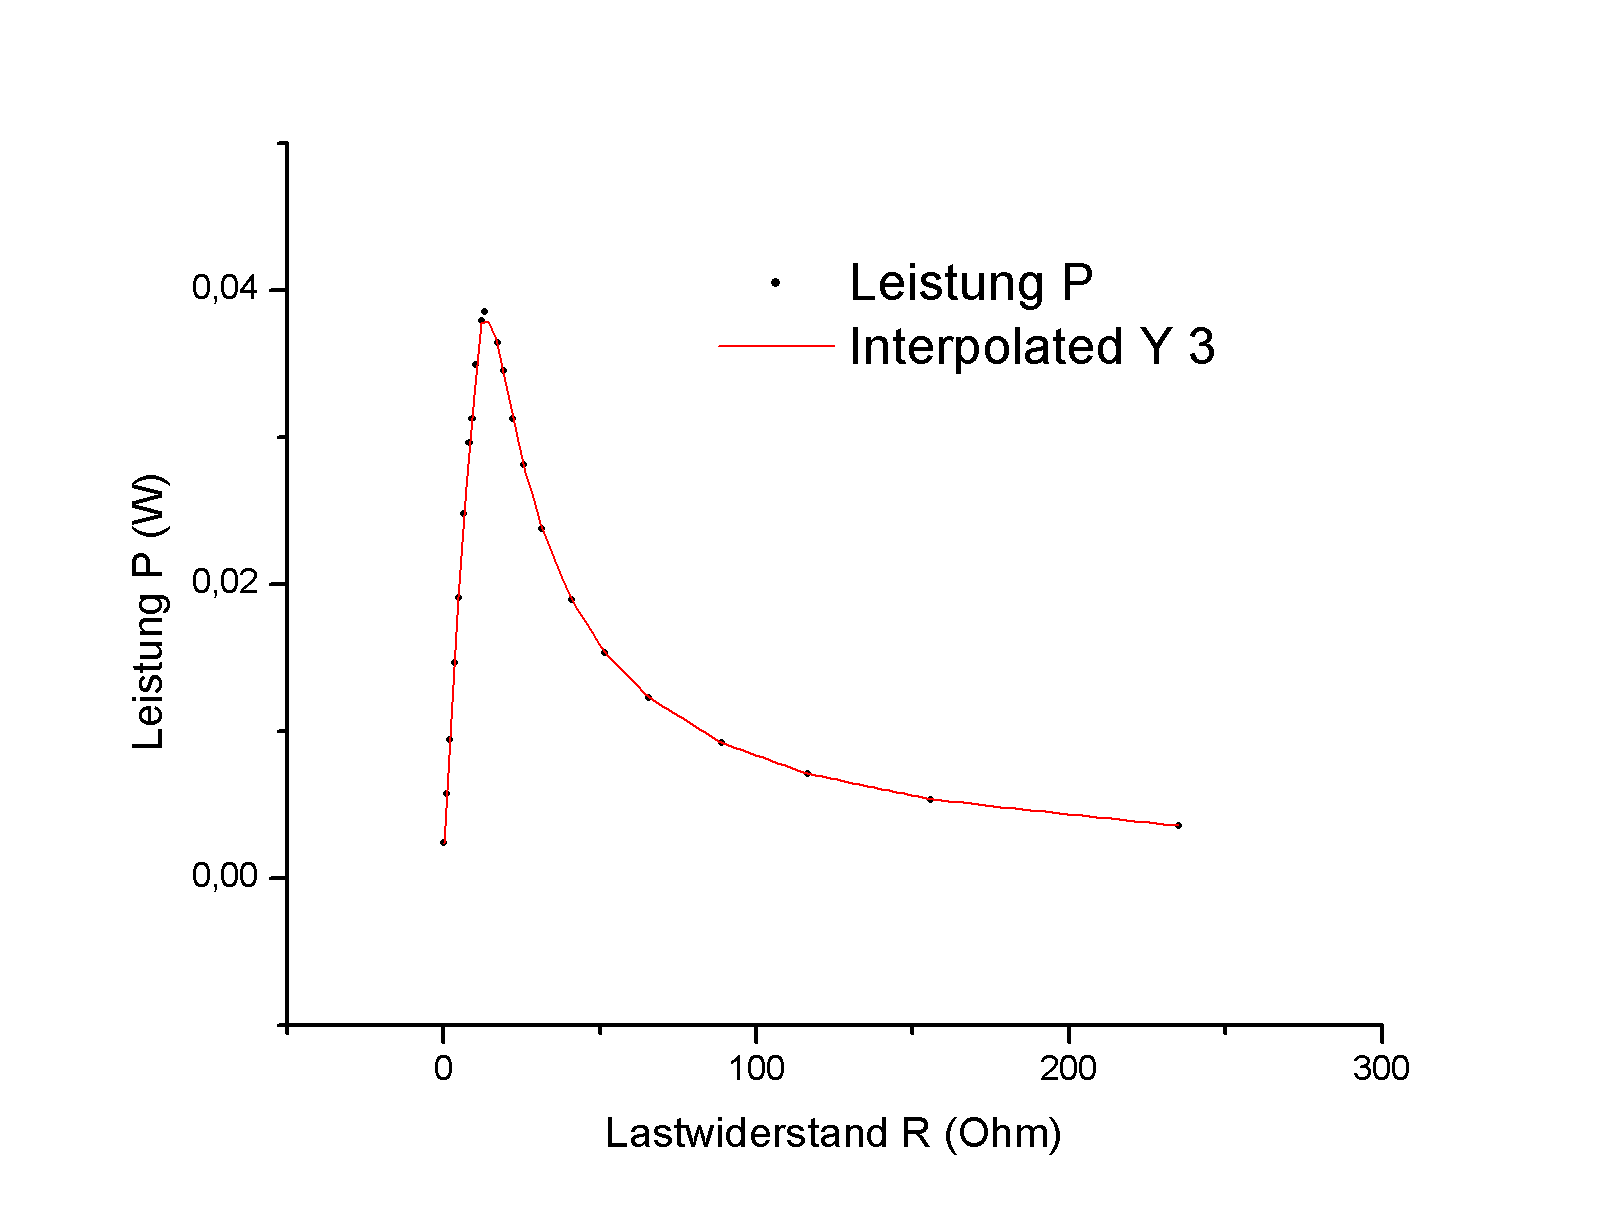 0,04
0,02
0,00
Leistung P (W)
Leistung P
Interpolated Y 3
0 100 200 300
Lastwiderstand R (Ohm)